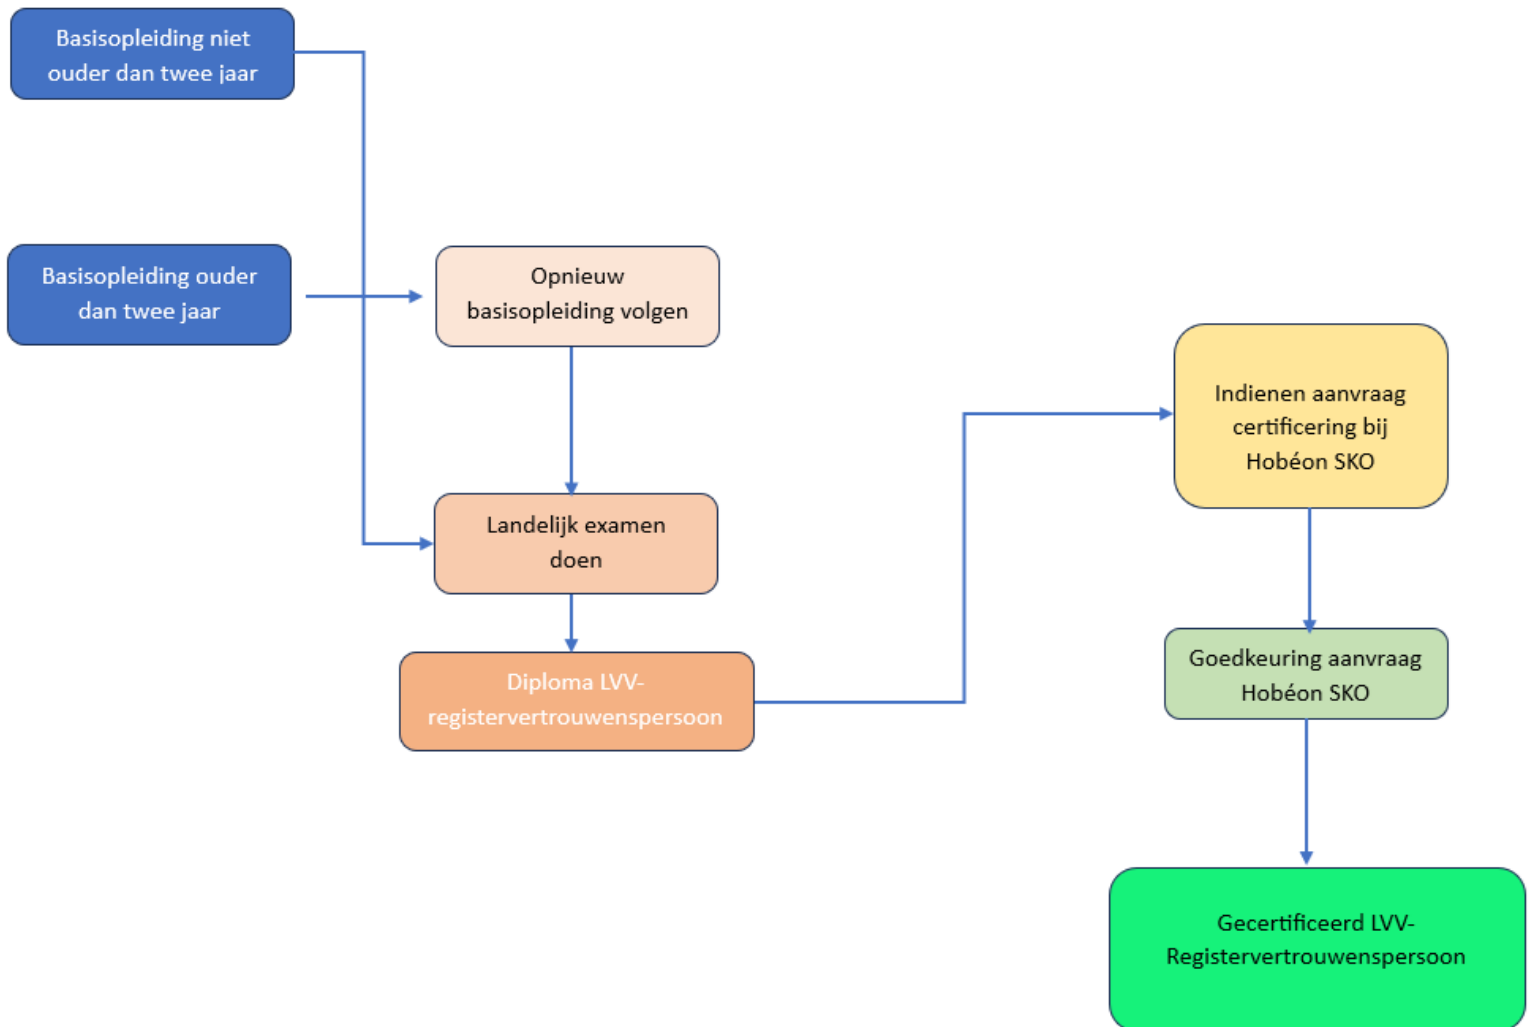 Basisopleiding niet
ouder dan twee jaar
Basisopleiding ouder
dan twee jaar
Opnieuw
basisopleiding volgen
Landelijk examen
doen
Diploma LVV-
registervertrouwenspersoon
Indienen aanvraag
certificering bij
Hobéon SKO
Goedkeuring aanvraag
Hobéon SKO
Gecertificeerd LVV-
Registervertrouwenspersoon